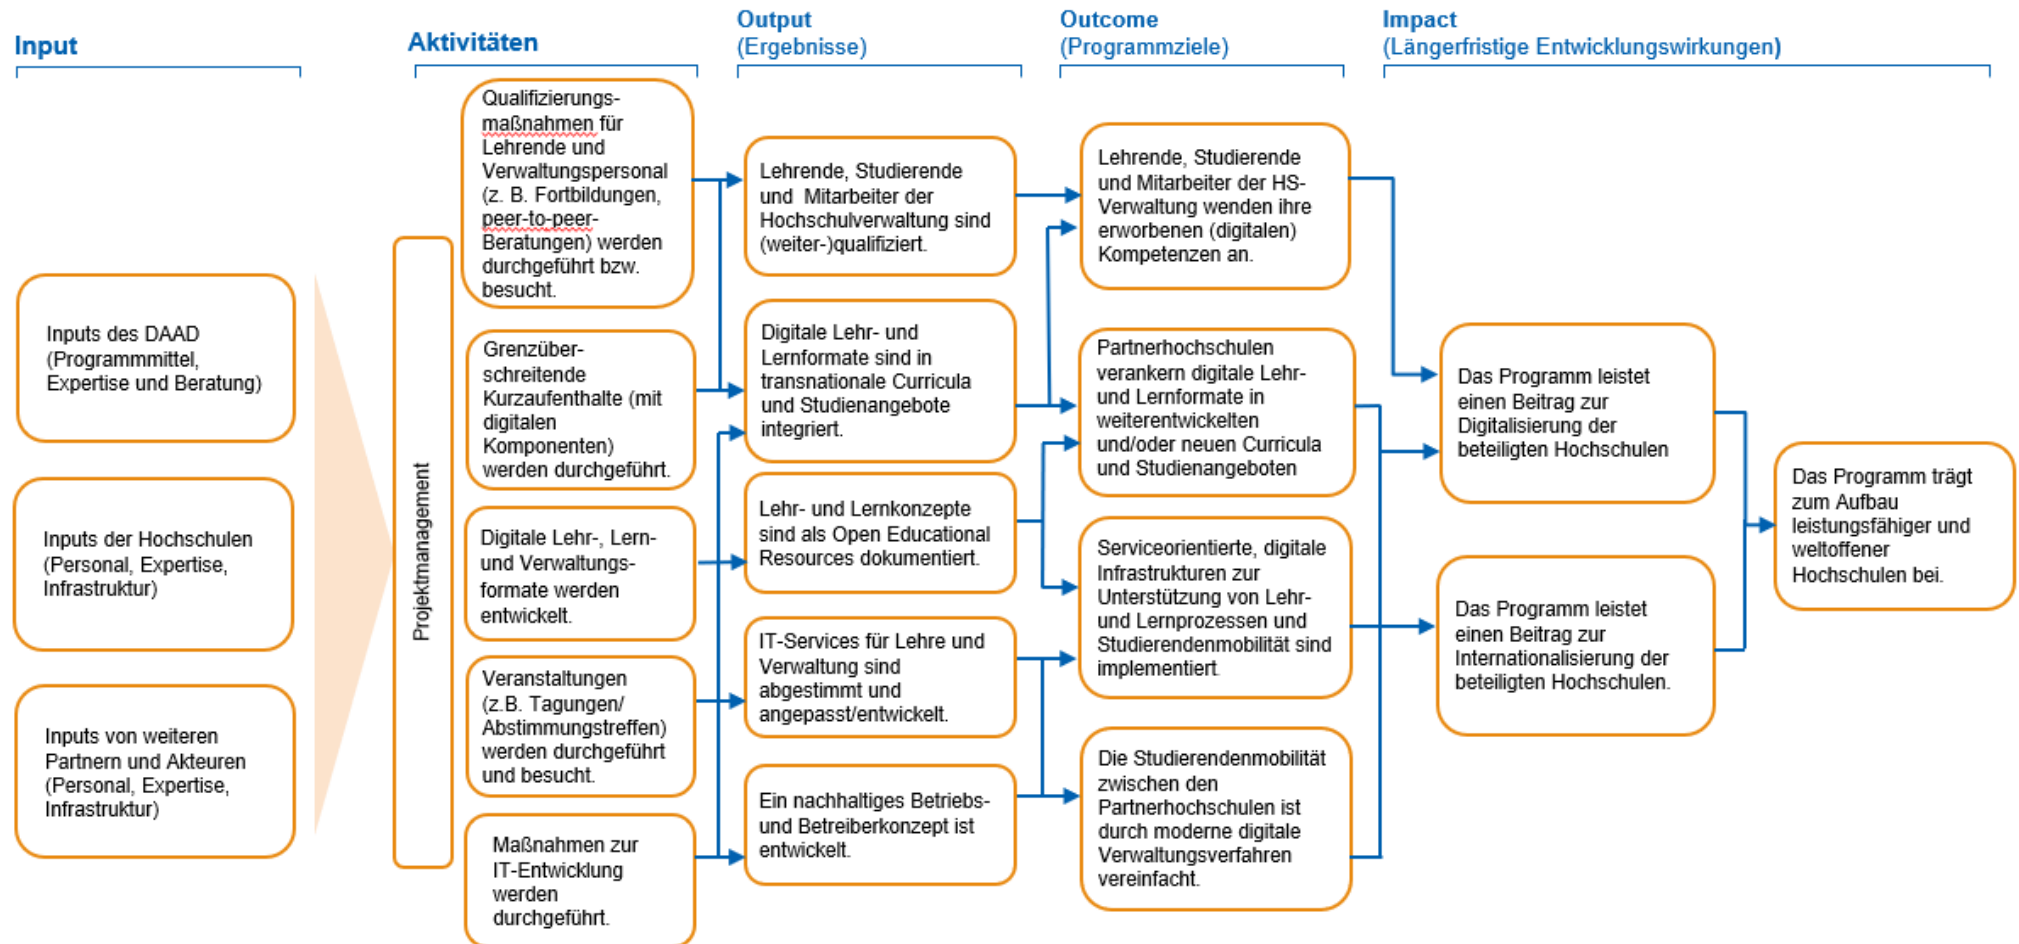 Input
Aktivitäten
Output
(Ergebnisse)
Outcome
(Programmziele)
Impact
(Längerfristige Entwicklungswirkungen)
Inputs des DAAD
(Programmmittel,
Expertise und Beratung)
Inputs der Hochschulen
(Personal, Expertise,
Infrastruktur)
Inputs von weiteren
Partnern und Akteuren
(Personal, Expertise,
Infrastruktur)
Projektmanagement
Qualifizierungs-
maßnahmen für
Lehrende und
Verwaltungspersonal
(z. B. Fortbildungen,
peer-to-peer-
Beratungen) werden
durchgeführt bzw.
besucht.
Grenzüber-
schreitende
Kurzaufenthalte (mit
digitalen
Komponenten)
werden durchgeführt.
Digitale Lehr-, Lern-
und Verwaltungs-
formate werden
entwickelt.
Veranstaltungen
(z.B. Tagungen/
Abstimmungstreffen)
werden durchgeführt
und besucht.
Maßnahmen zur
IT-Entwicklung
werden
durchgeführt.
Lehrende, Studierende
und Mitarbeiter der
Hochschulverwaltung sind
(weiter-)qualifiziert.
Digitale Lehr- und
Lernformate sind in
transnationale Curricula
und Studienangebote
integriert.
Lehr- und Lernkonzepte
sind als Open Educational
Resources dokumentiert.
IT-Services für Lehre und
Verwaltung sind
abgestimmt und
angepasst/entwickelt.
Ein nachhaltiges Betriebs-
und Betreiberkonzept ist
entwickelt.
Lehrende, Studierende
und Mitarbeiter der HS-
Verwaltung wenden ihre
erworbenen (digitalen)
Kompetenzen an.
Partnerhochschulen
verankern digitale Lehr-
und Lernformate in
weiterentwickelten
und/oder neuen Curricula
und Studienangeboten
Serviceorientierte, digitale
Infrastrukturen zur
Unterstützung von Lehr-
und Lernprozessen und
Studierendenmobilität sind
implementiert.
Die Studierendenmobilität
zwischen den
Partnerhochschulen ist
durch moderne digitale
Verwaltungsverfahren
vereinfacht.
Das Programm leistet
einen Beitrag zur
Digitalisierung der
beteiligten Hochschulen
Das Programm leistet
einen Beitrag zur
Internationalisierung der
beteiligten Hochschulen.
Das Programm trägt
zum Aufbau
leistungsfähiger und
weltoffener
Hochschulen bei.